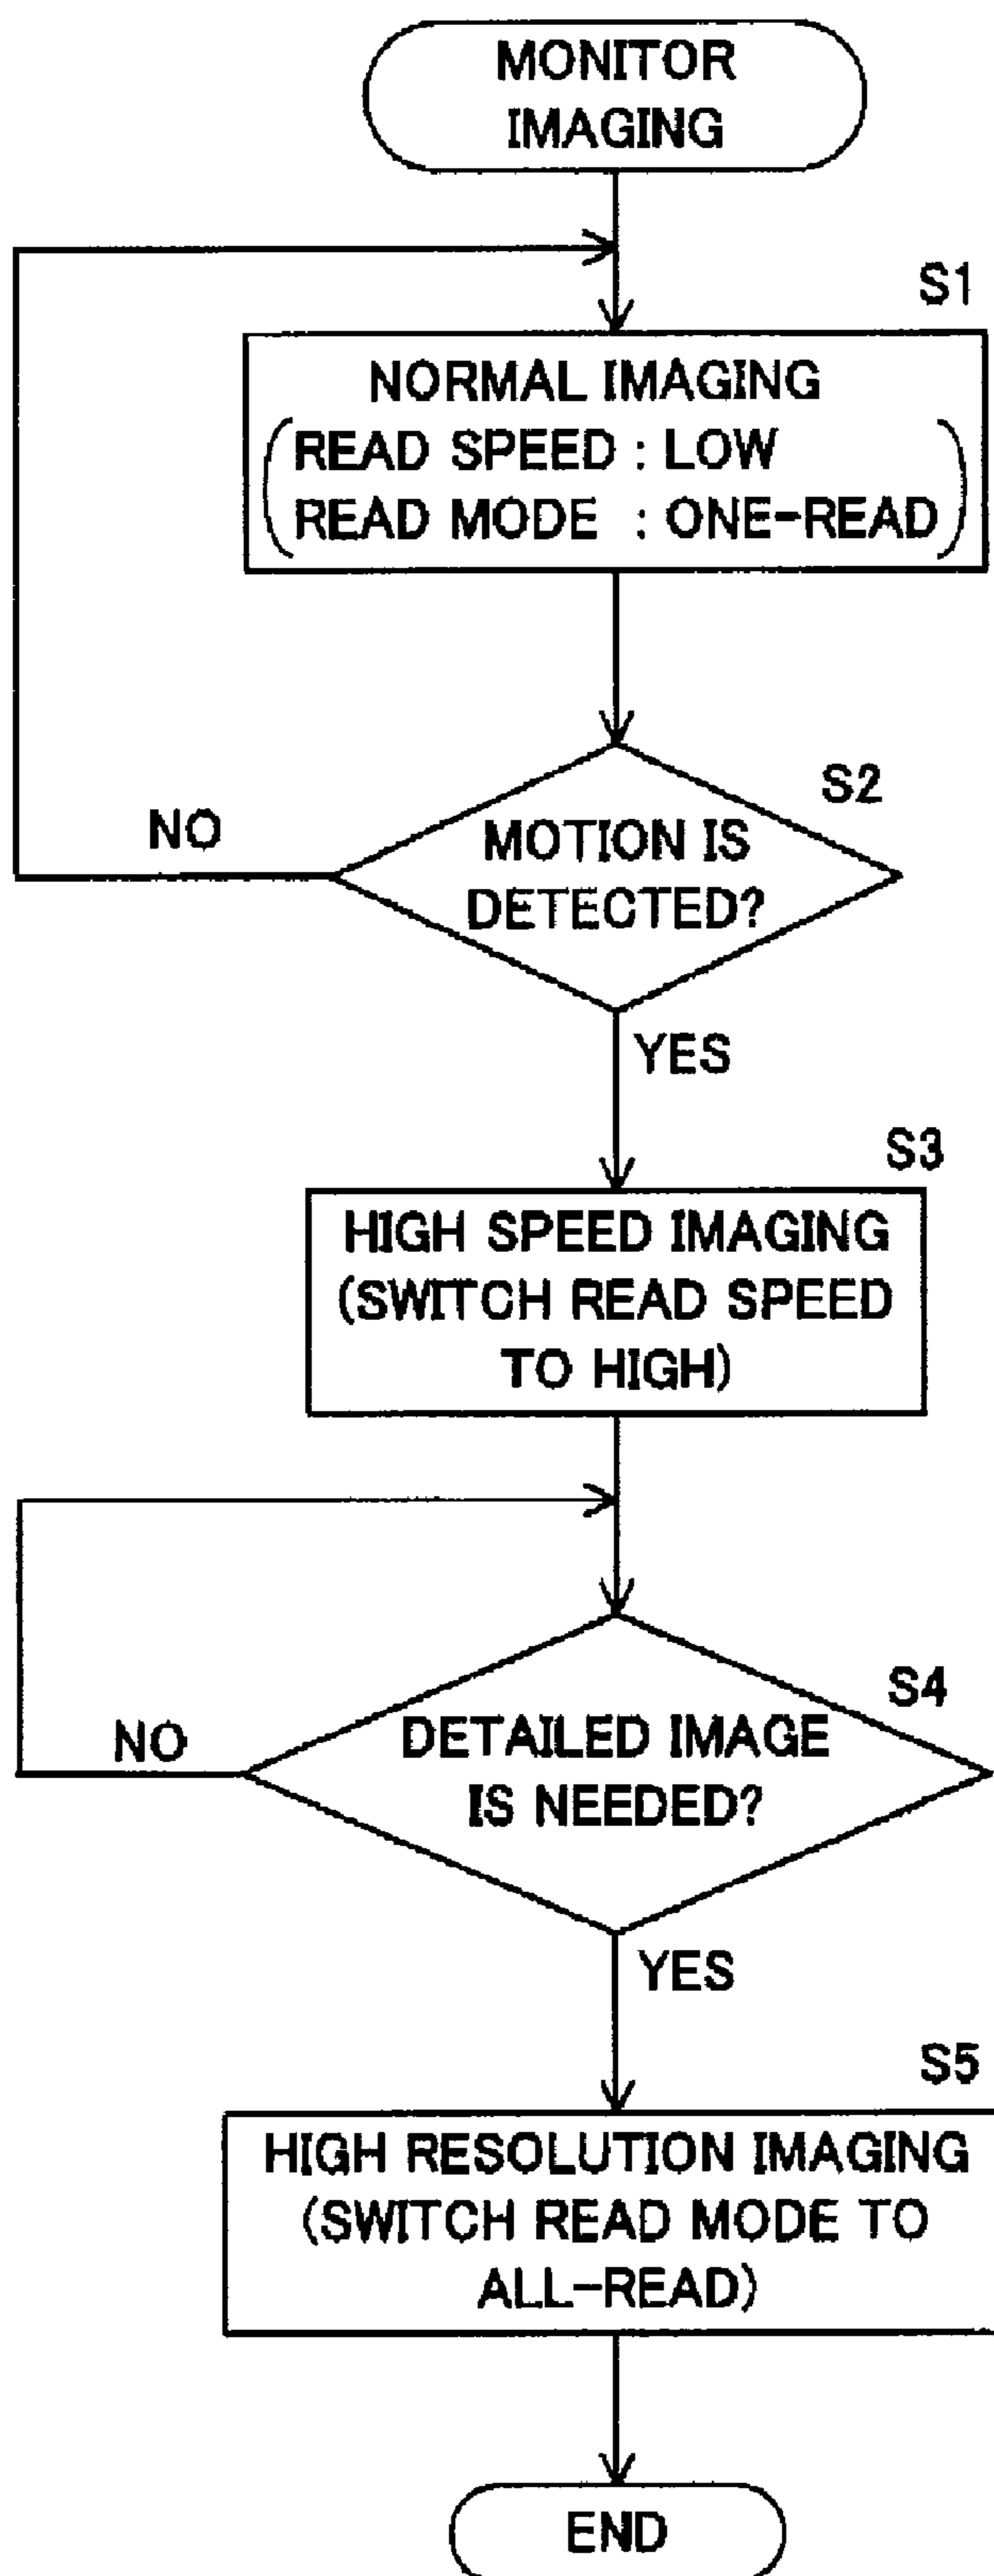 MONITOR
IMAGING
S1
NORMAL IMAGING
(READ SPEED : LOW
READ MODE : ONE-READ)
S2
NO
MOTION IS
DETECTED?
YES
S3
HIGH SPEED IMAGING
(SWITCH READ SPEED
TO HIGH)
S4
NO
DETAILED IMAGE
IS NEEDED?
YES
S5
HIGH RESOLUTION IMAGING
(SWITCH READ MODE TO
ALL-READ)
END